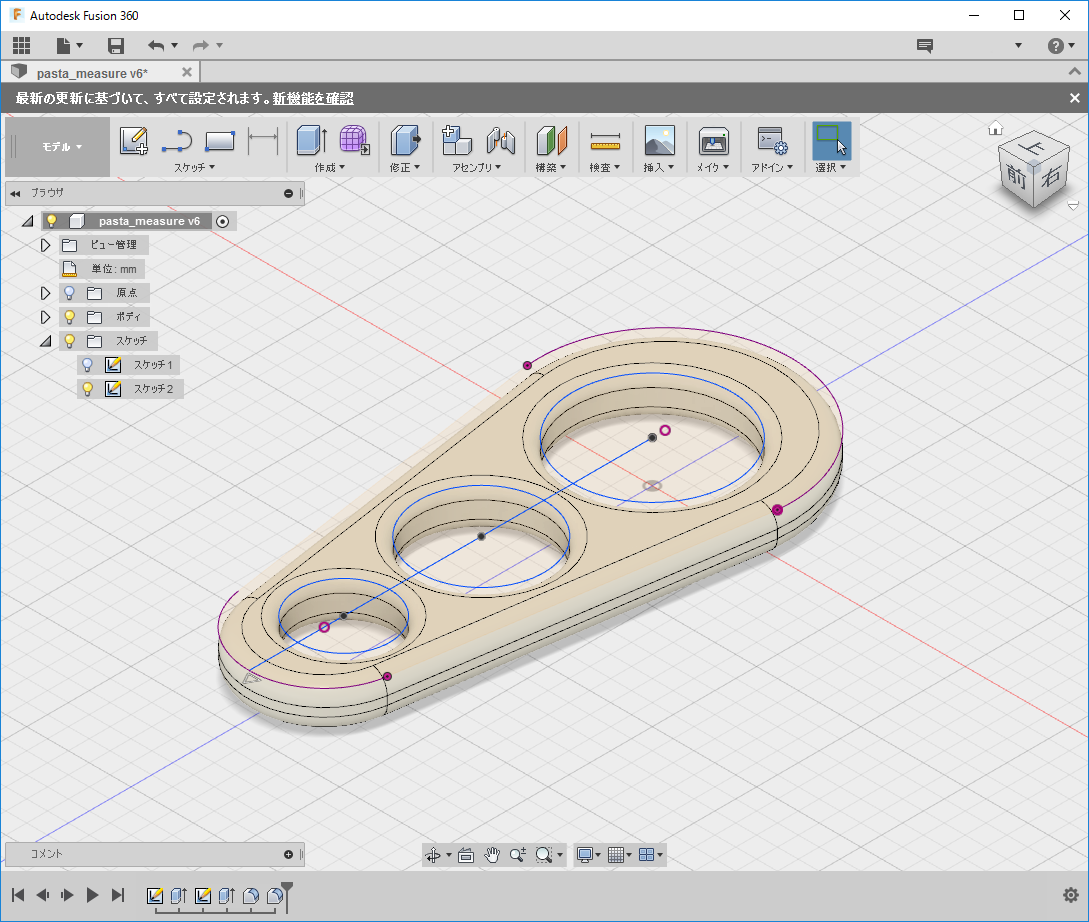 Autodesk Fusion 360
pasta_measure v6*
最新の更新に基づいて、すべて設定されます。新機能を確認
モデル
スケッチ
作成
修正
アセンブリ
構築
検査
挿入
メイク
アドイン
選択
上
前
右
ブラウザ
pasta_measure v6
ビュー管理
単位: mm
原点
ボディ
スケッチ
スケッチ1
スケッチ2
コメント